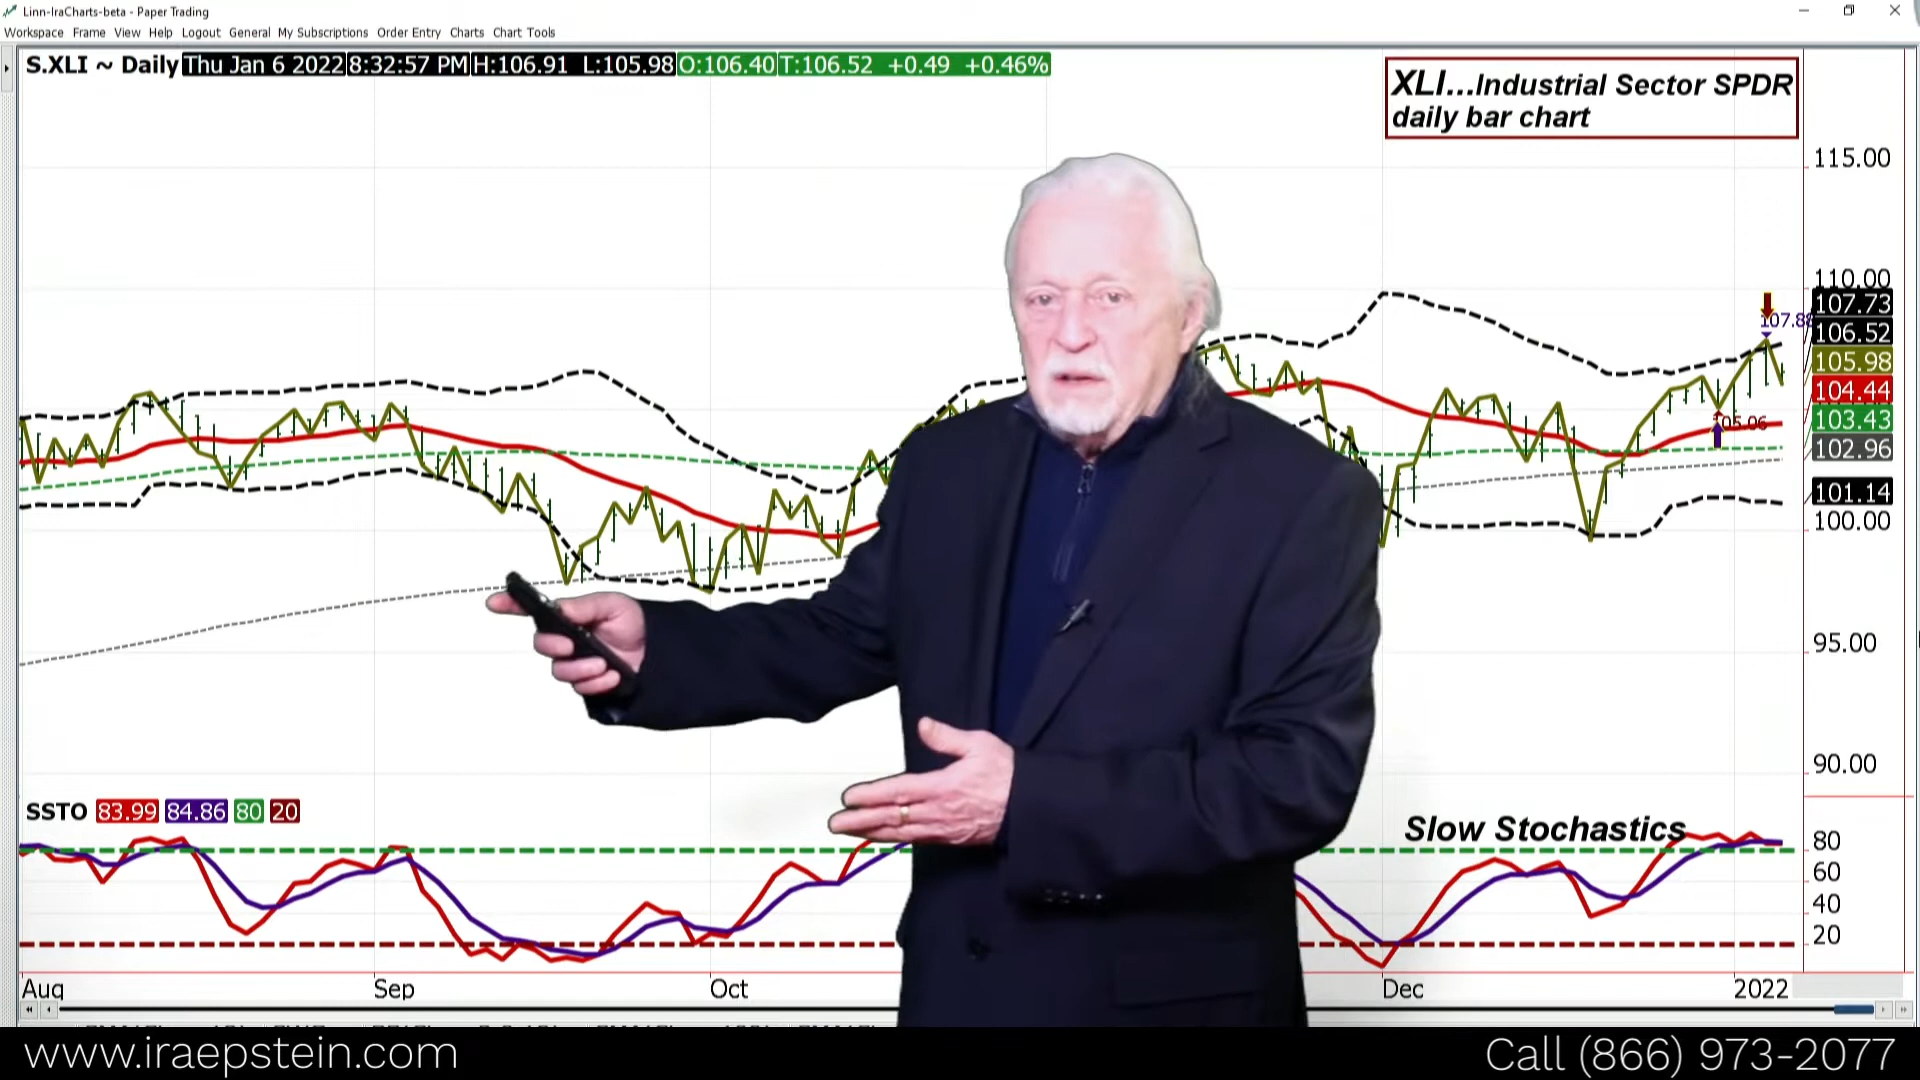 Linn-IraCharts-beta - Paper Trading
Workspace Frame View Help Logout General My Subscriptions Order Entry Charts Chart Tools
S.XLI ~ Daily Thu Jan 6 2022 8:32:57 PM H:106.91 L:105.98 O:106.40 T:106.52 +0.49 +0.46%
XLI...Industrial Sector SPDR
daily bar chart
115.00
110.00
107.73
107.88
106.52
105.98
104.44
105.06
103.43
102.96
101.14
100.00
95.00
90.00
SSTO 83.99 84.86 80 20
Slow Stochastics
80
60
40
20
Aug Sep Oct Dec 2022
www.iraepstein.com Call (866) 973-2077